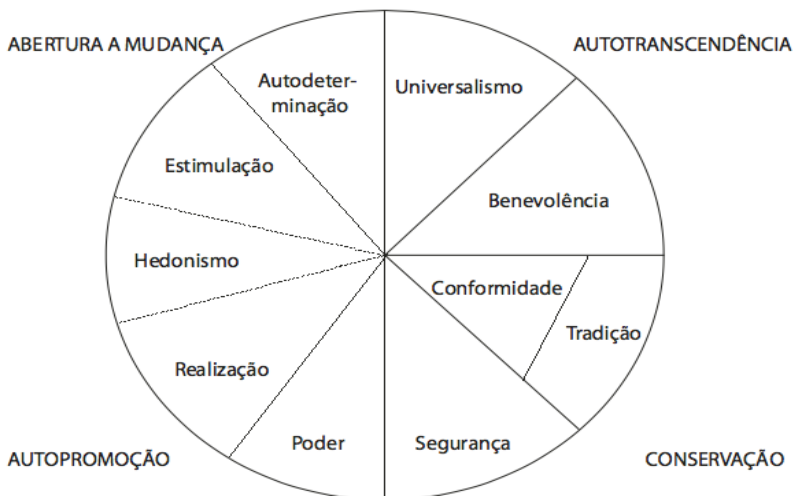 ABERTURA A MUDANÇA
AUTOTRANSCENDÊNCIA
Autodeter-
minação
Universalismo
Estimulação
Benevolência
Hedonismo
Conformidade
Tradição
Realização
Poder
Segurança
AUTOPROMOÇÃO
CONSERVAÇÃO